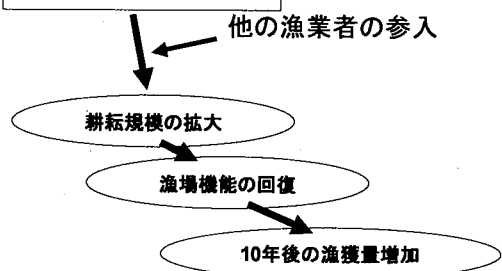 他の漁業者の参入
耕耘規模の拡大
漁場機能の回復
10年後の漁獲量増加